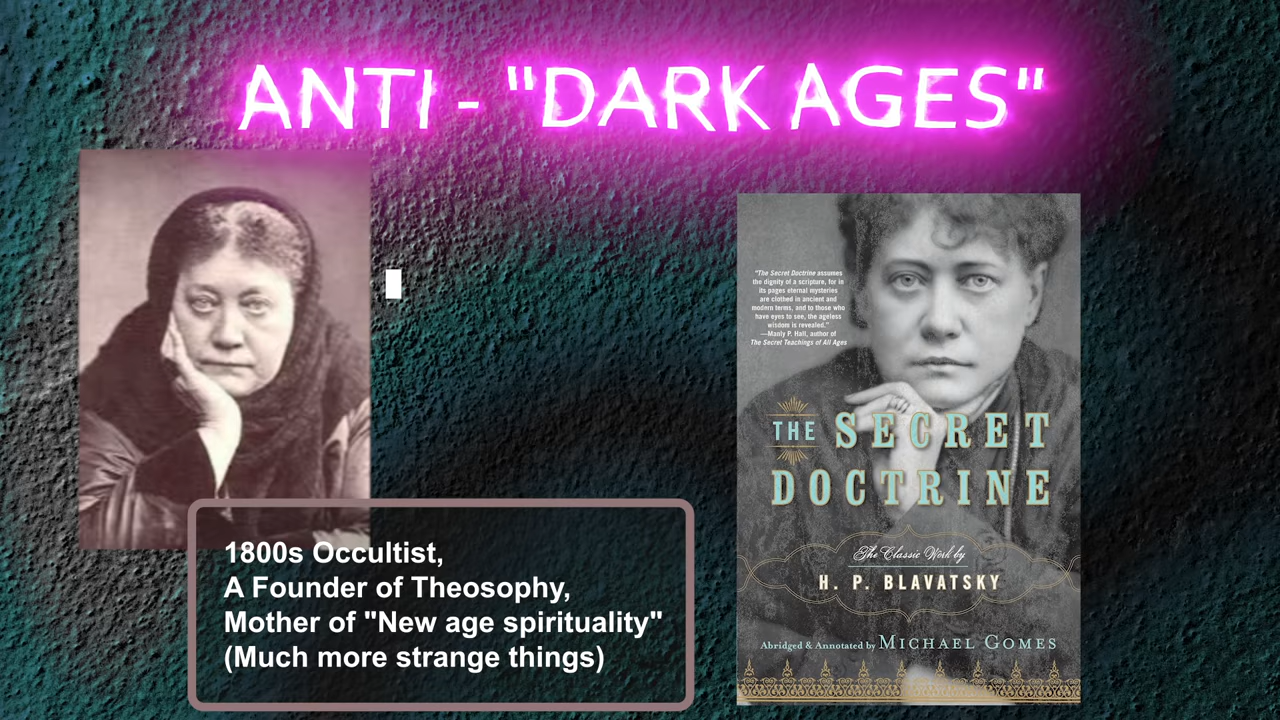 ANTI - "DARK AGES"
"The Secret Doctrine assumes
the dignity of a scripture, for in
its pages eternal mysteries
are clothed in ancient and
modern terms, and to those who
have eyes to see, the ageless
wisdom is revealed."
—Manly P. Hall, author of
The Secret Teachings of All Ages
THE SECRET
DOCTRINE
The Classic Work by
H. P. BLAVATSKY
Abridged & Annotated by MICHAEL GOMES
1800s Occultist,
A Founder of Theosophy,
Mother of "New age spirituality"
(Much more strange things)